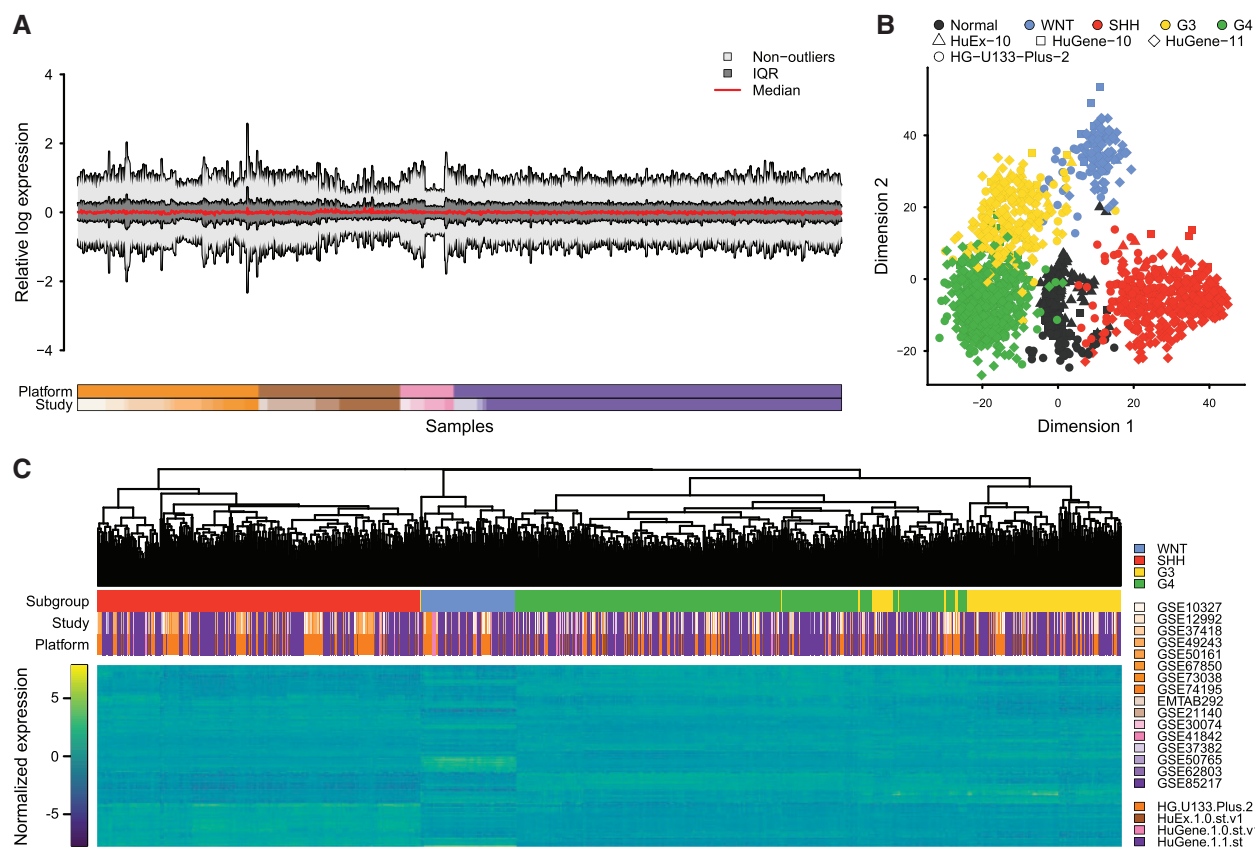 A
Non−outliers
IQR
Median
4
2
0
−2
−4
Relative log expression
Platform
Study
Samples
B
Normal WNT SHH G3 G4
HuEx−10 HuGene−10 HuGene−11
HG−U133−Plus−2
40
20
0
−20
Dimension 2
−20 0 20 40
Dimension 1
C
WNT
SHH
G3
G4
Subgroup
Study
Platform
GSE10327
GSE12992
GSE37418
GSE49243
GSE50161
GSE67850
GSE73038
GSE74195
EMTAB292
GSE21140
GSE30074
GSE41842
GSE37382
GSE50765
GSE62803
GSE85217
HG.U133.Plus.2
HuEx.1.0.st.v1
HuGene.1.0.st.v
HuGene.1.1.st
5
0
-5
Normalized expression